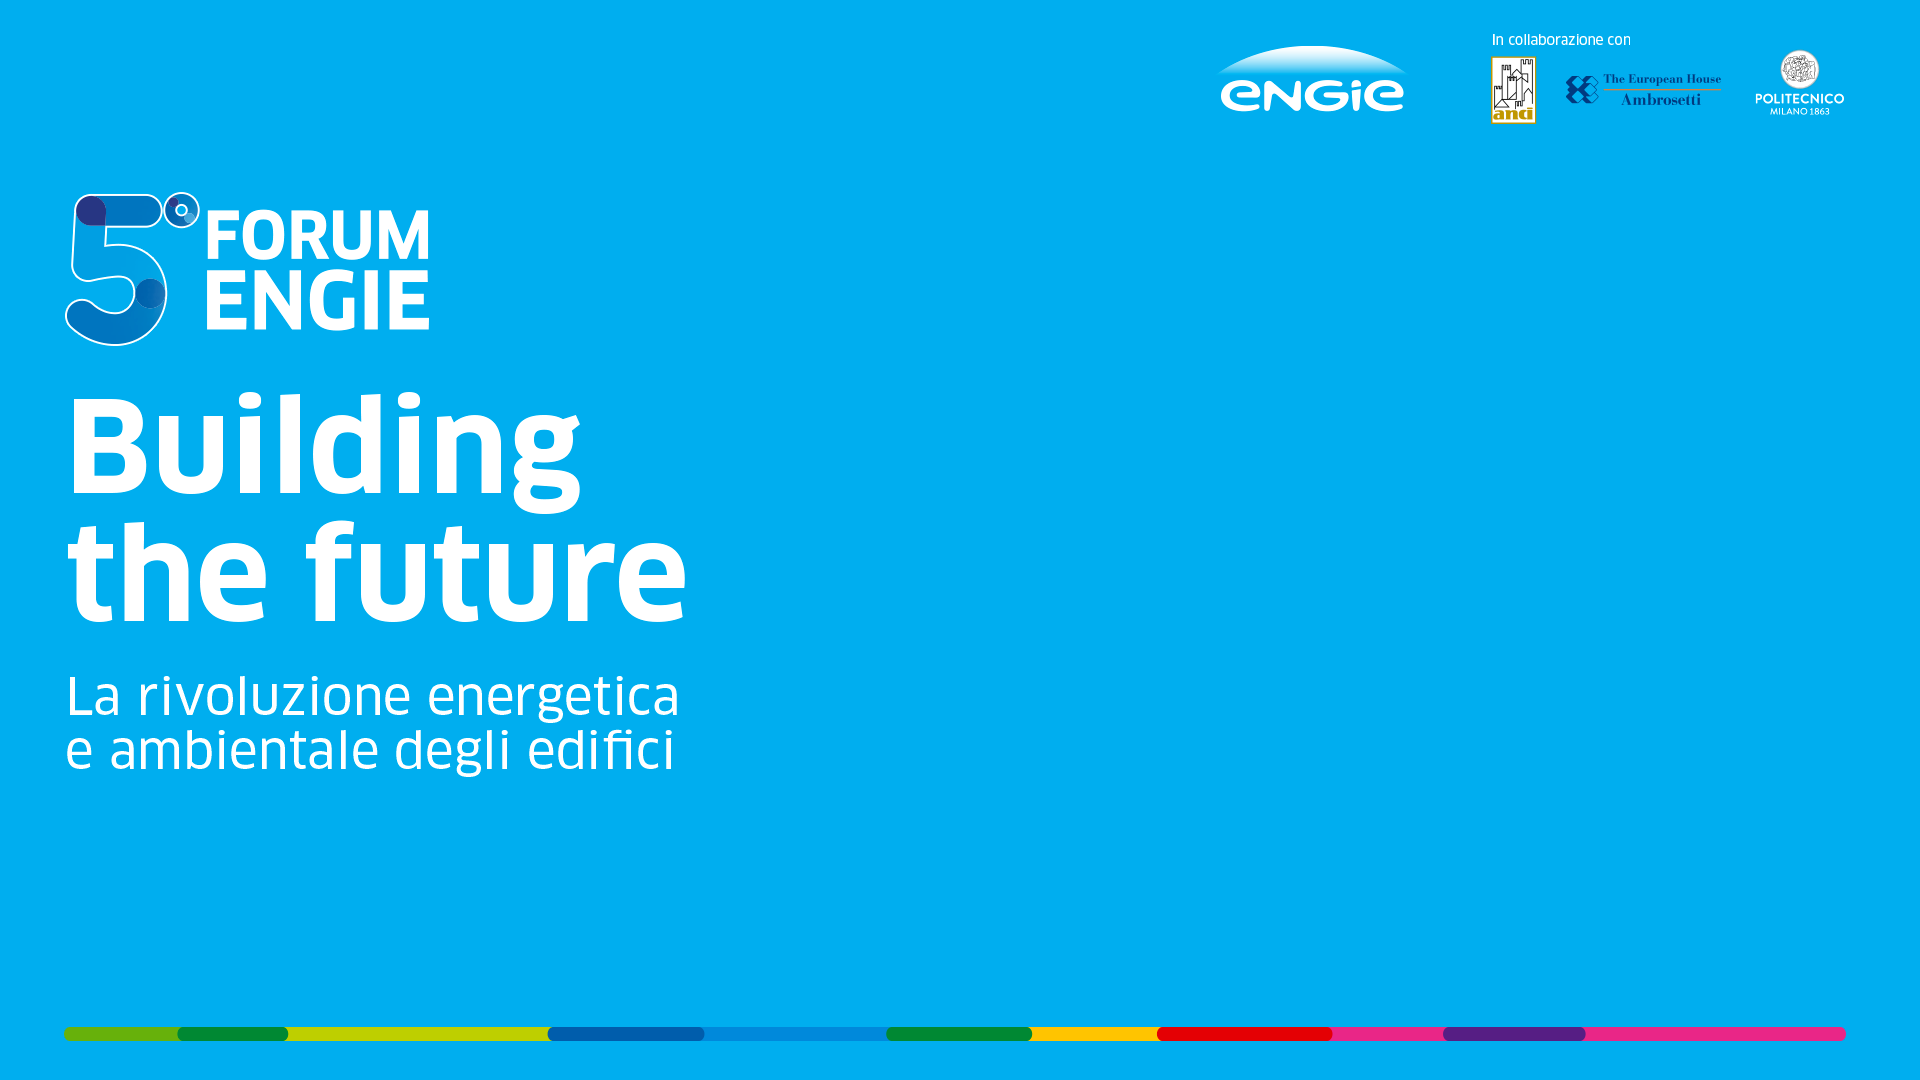 ENGIE
In collaborazione con
anci
The European House
Ambrosetti
POLITECNICO
MILANO 1863
5° FORUM
ENGIE
Building
the future
La rivoluzione energetica
e ambientale degli edifici